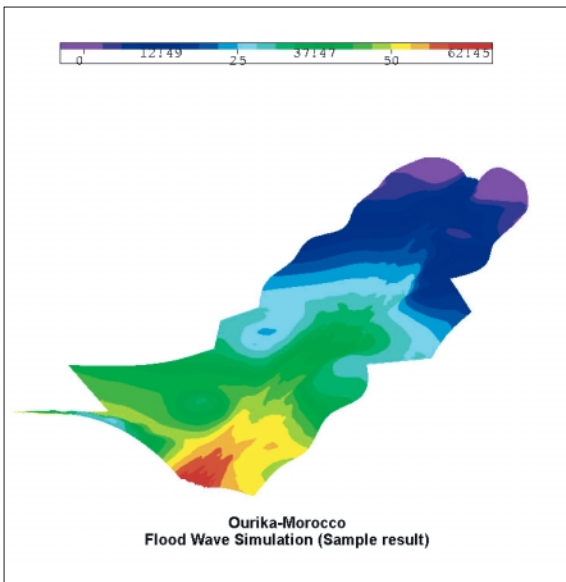 12149 37147 62145
0 25 50
Ourika-Morocco
Flood Wave Simulation (Sample result)